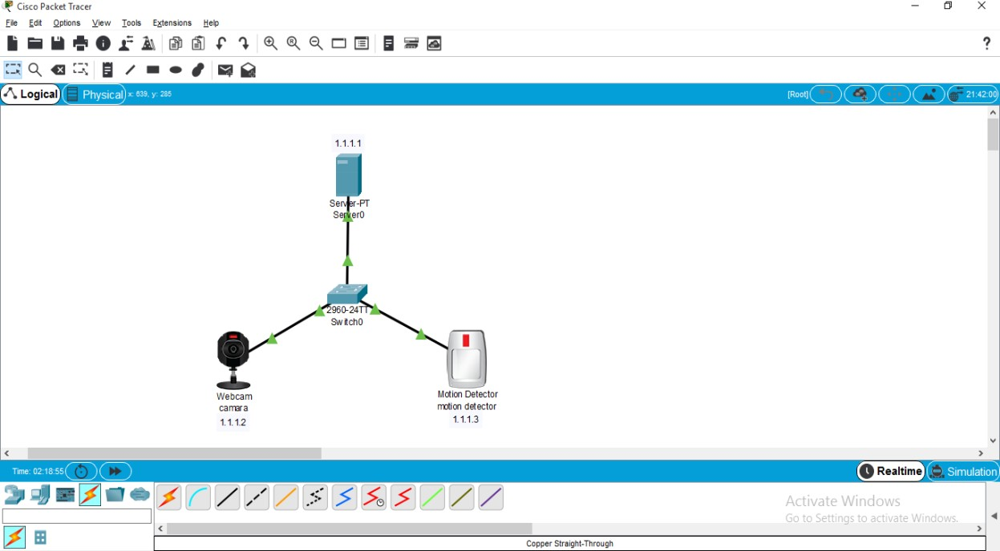 Cisco Packet Tracer
File Edit Options View Tools Extensions Help
?
Logical Physical x: 639, y: 285 [Root] 21:42:00
1.1.1.1
Server-PT
Server0
2960-24TT
Switch0
Webcam
camara
1.1.1.2
Motion Detector
motion detector
1.1.1.3
Time: 02:18:55 Realtime Simulation
Activate Windows
Go to Settings to activate Windows.
Copper Straight-Through